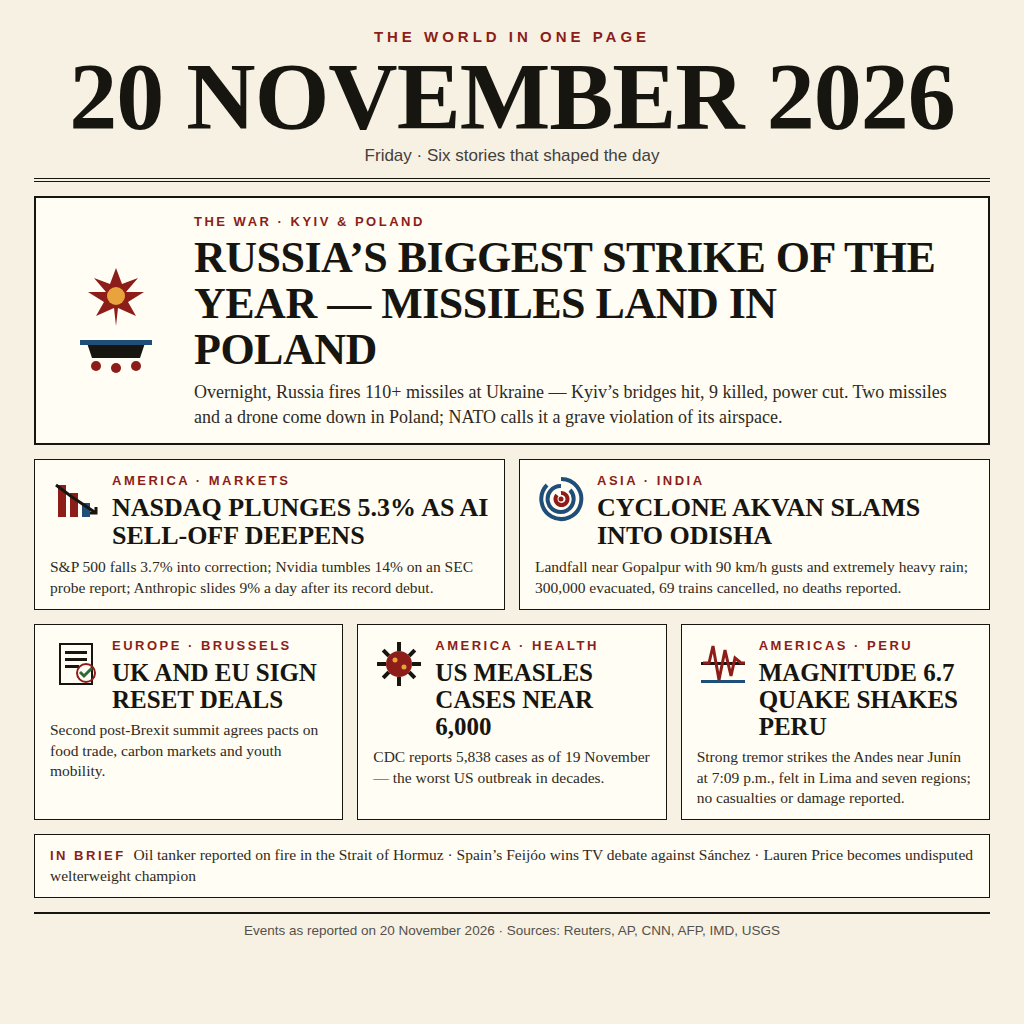 THE WORLD IN ONE PAGE
20 NOVEMBER 2026
Friday · Six stories that shaped the day
THE WAR · KYIV & POLAND
RUSSIA’S BIGGEST STRIKE OF THE
YEAR — MISSILES LAND IN
POLAND
Overnight, Russia fires 110+ missiles at Ukraine — Kyiv’s bridges hit, 9 killed, power cut. Two missiles
and a drone come down in Poland; NATO calls it a grave violation of its airspace.
AMERICA · MARKETS
NASDAQ PLUNGES 5.3% AS AI
SELL-OFF DEEPENS
S&P 500 falls 3.7% into correction; Nvidia tumbles 14% on an SEC
probe report; Anthropic slides 9% a day after its record debut.
ASIA · INDIA
CYCLONE AKVAN SLAMS
INTO ODISHA
Landfall near Gopalpur with 90 km/h gusts and extremely heavy rain;
300,000 evacuated, 69 trains cancelled, no deaths reported.
EUROPE · BRUSSELS
UK AND EU SIGN
RESET DEALS
Second post-Brexit summit agrees pacts on
food trade, carbon markets and youth
mobility.
AMERICA · HEALTH
US MEASLES
CASES NEAR
6,000
CDC reports 5,838 cases as of 19 November
— the worst US outbreak in decades.
AMERICAS · PERU
MAGNITUDE 6.7
QUAKE SHAKES
PERU
Strong tremor strikes the Andes near Junín
at 7:09 p.m., felt in Lima and seven regions;
no casualties or damage reported.
IN BRIEF Oil tanker reported on fire in the Strait of Hormuz · Spain’s Feijóo wins TV debate against Sánchez · Lauren Price becomes undisputed
welterweight champion
Events as reported on 20 November 2026 · Sources: Reuters, AP, CNN, AFP, IMD, USGS